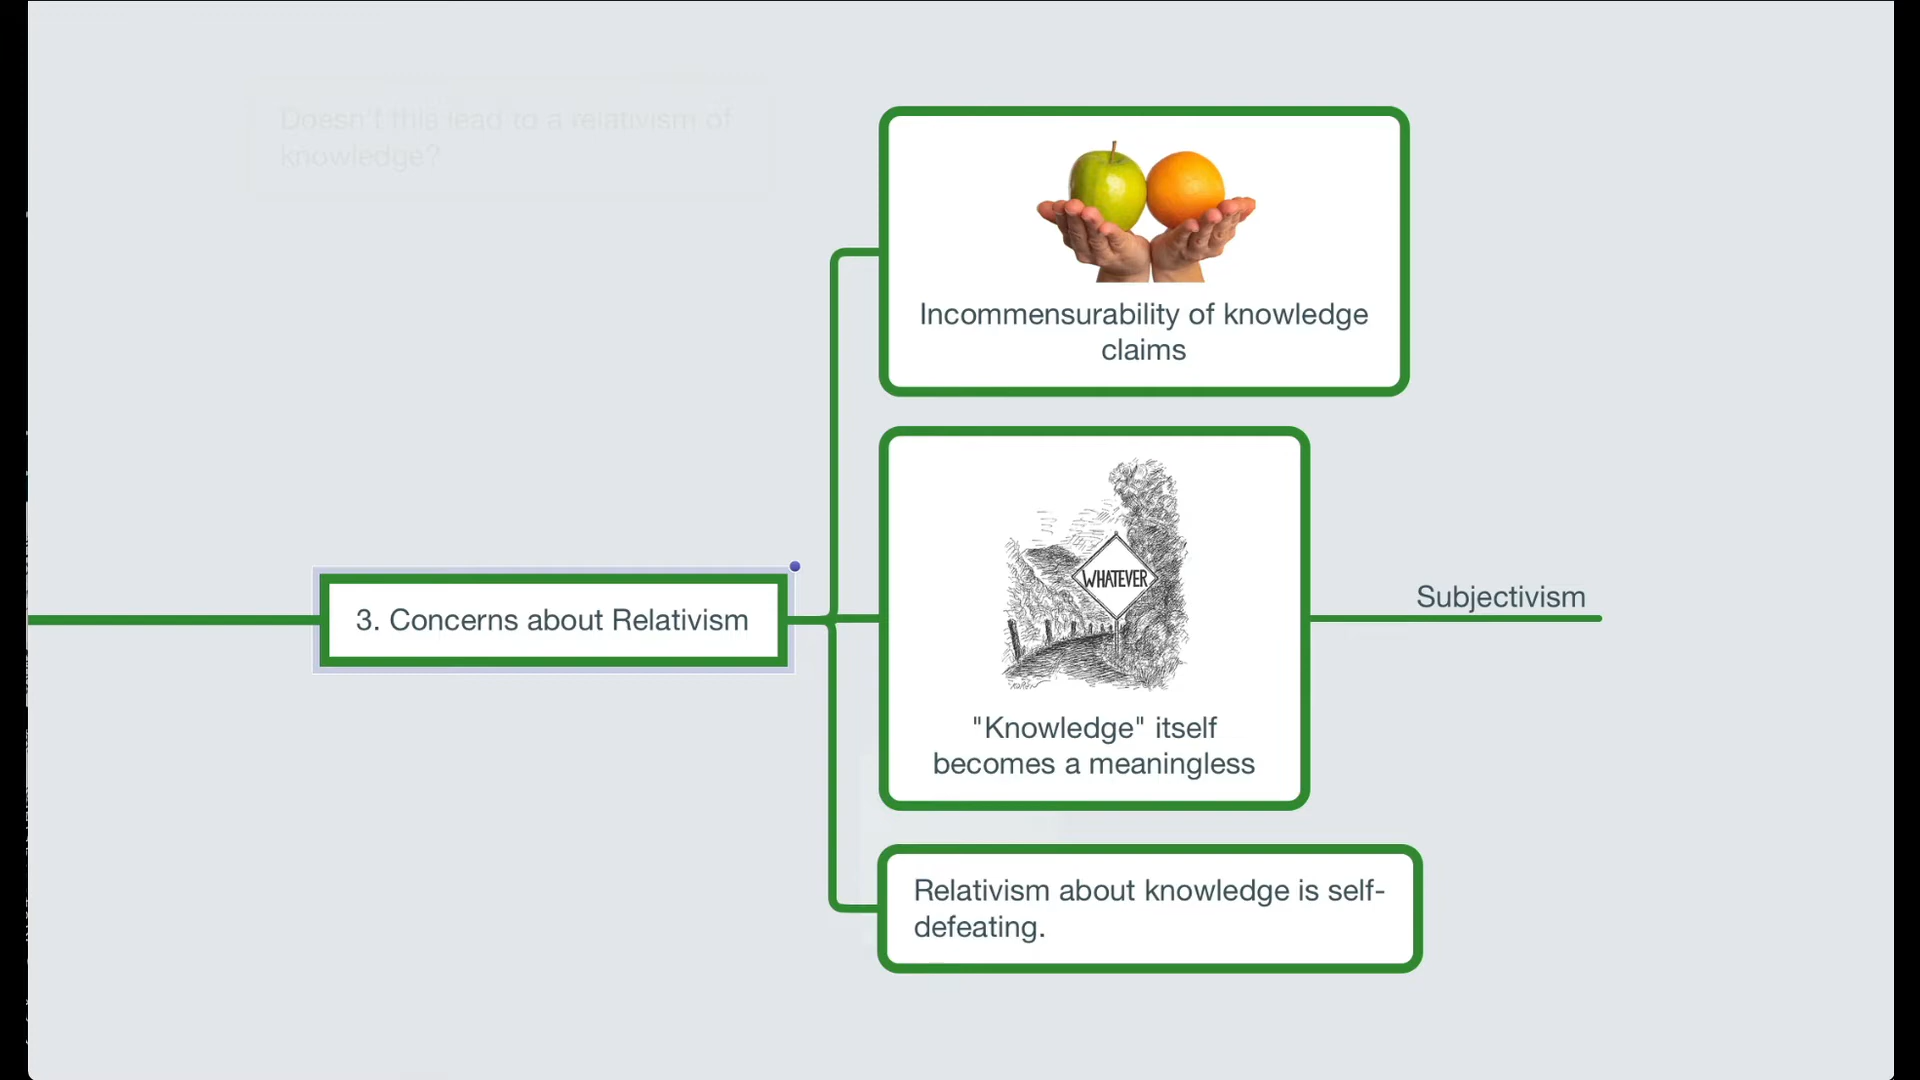 Doesn't this lead to a relativism of
knowledge?
Incommensurability of knowledge
claims
3. Concerns about Relativism
WHATEVER
"Knowledge" itself
becomes a meaningless
Subjectivism
Relativism about knowledge is self-
defeating.